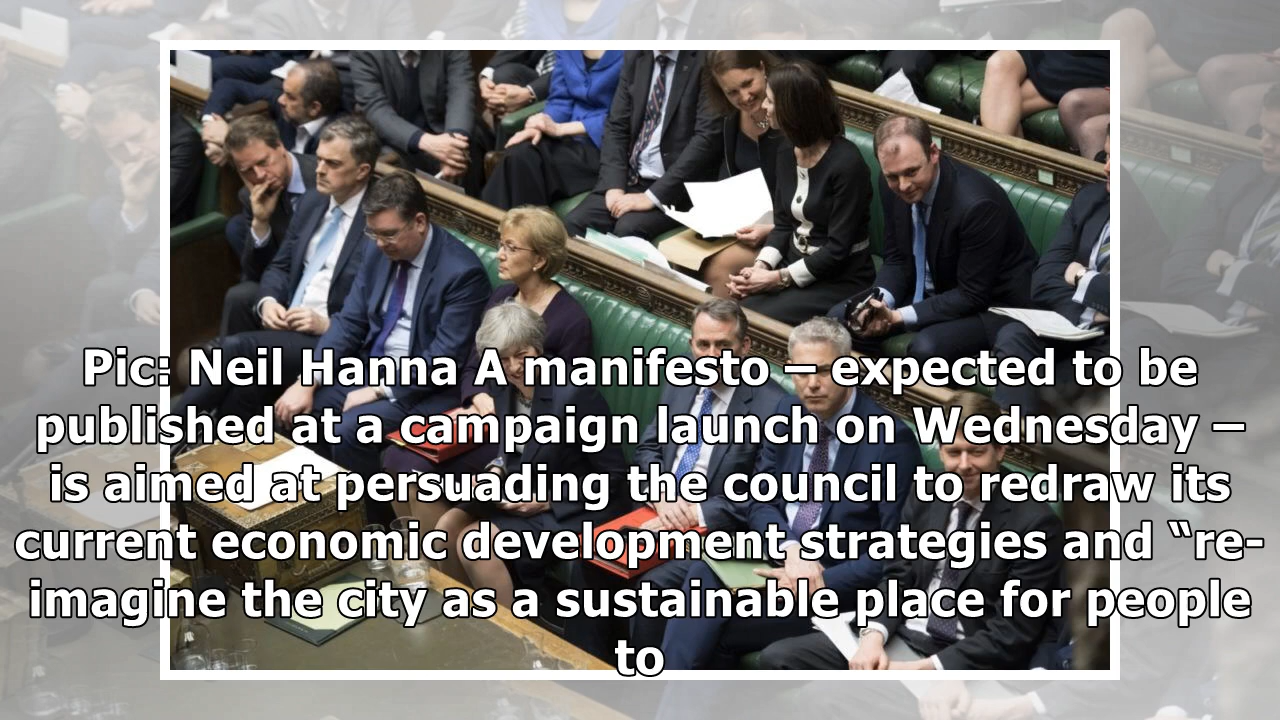 Pic: Neil Hanna A manifesto – expected to be
published at a campaign launch on Wednesday –
is aimed at persuading the council to redraw its
current economic development strategies and “re-
imagine the city as a sustainable place for people
to